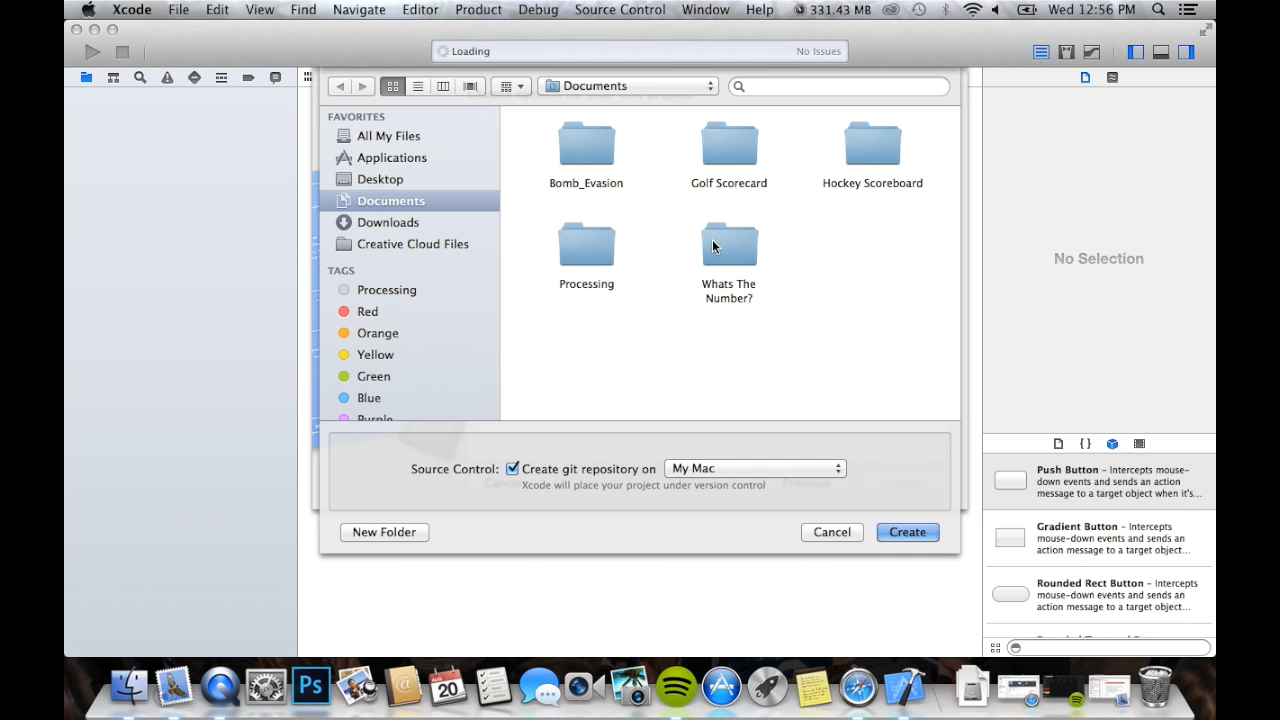 Xcode File Edit View Find Navigate Editor Product Debug Source Control Window Help 331.43 MB Wed 12:56 PM
Loading No Issues
Documents
FAVORITES
All My Files
Applications
Desktop
Documents
Downloads
Creative Cloud Files
TAGS
Processing
Red
Orange
Yellow
Green
Blue
Purple
Bomb_Evasion Golf Scorecard Hockey Scoreboard
Processing Whats The
Number?
No Selection
Source Control: Create git repository on My Mac
Xcode will place your project under version control
New Folder Cancel Create
Push Button – Intercepts mouse-
down events and sends an action
message to a target object when it's...
Gradient Button – Intercepts
mouse-down events and sends an
action message to a target object...
Rounded Rect Button – Intercepts
mouse-down events and sends an
action message to a target object...
AUG
20
Ps